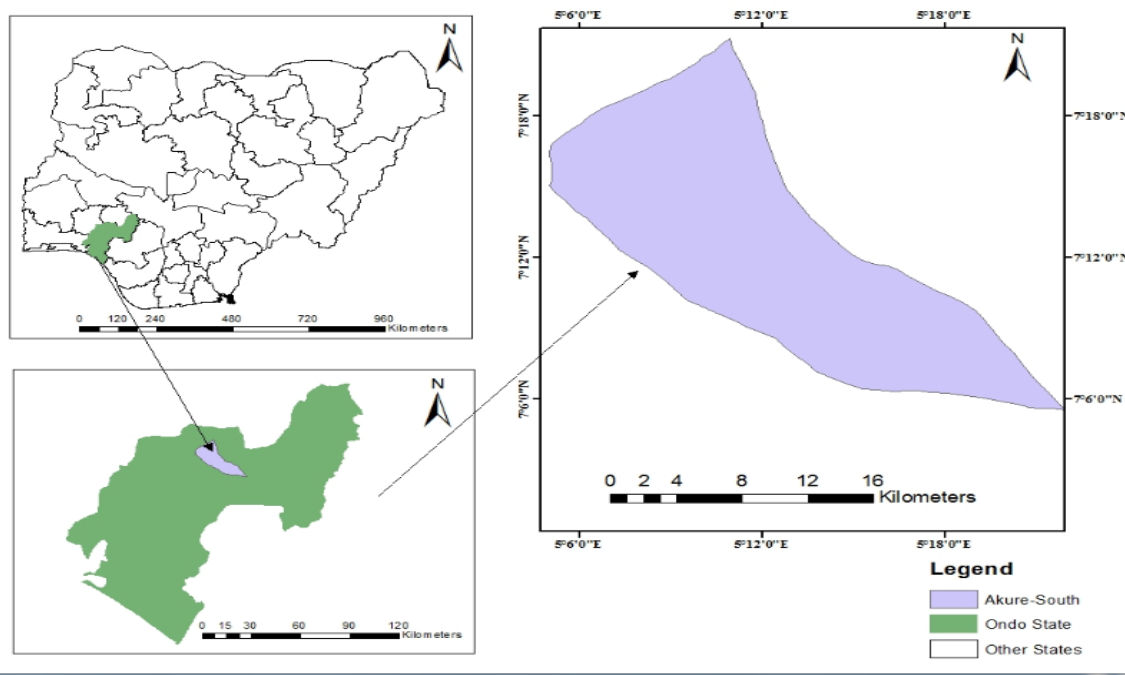 N
0 120 240 480 720 960
Kilometers
N
0 15 30 60 90 120
Kilometers
5°6'0"E 5°12'0"E 5°18'0"E
N
7°18'0"N 7°18'0"N
7°12'0"N 7°12'0"N
7°6'0"N 7°6'0"N
0 2 4 8 12 16
Kilometers
5°6'0"E 5°12'0"E 5°18'0"E
Legend
Akure-South
Ondo State
Other States